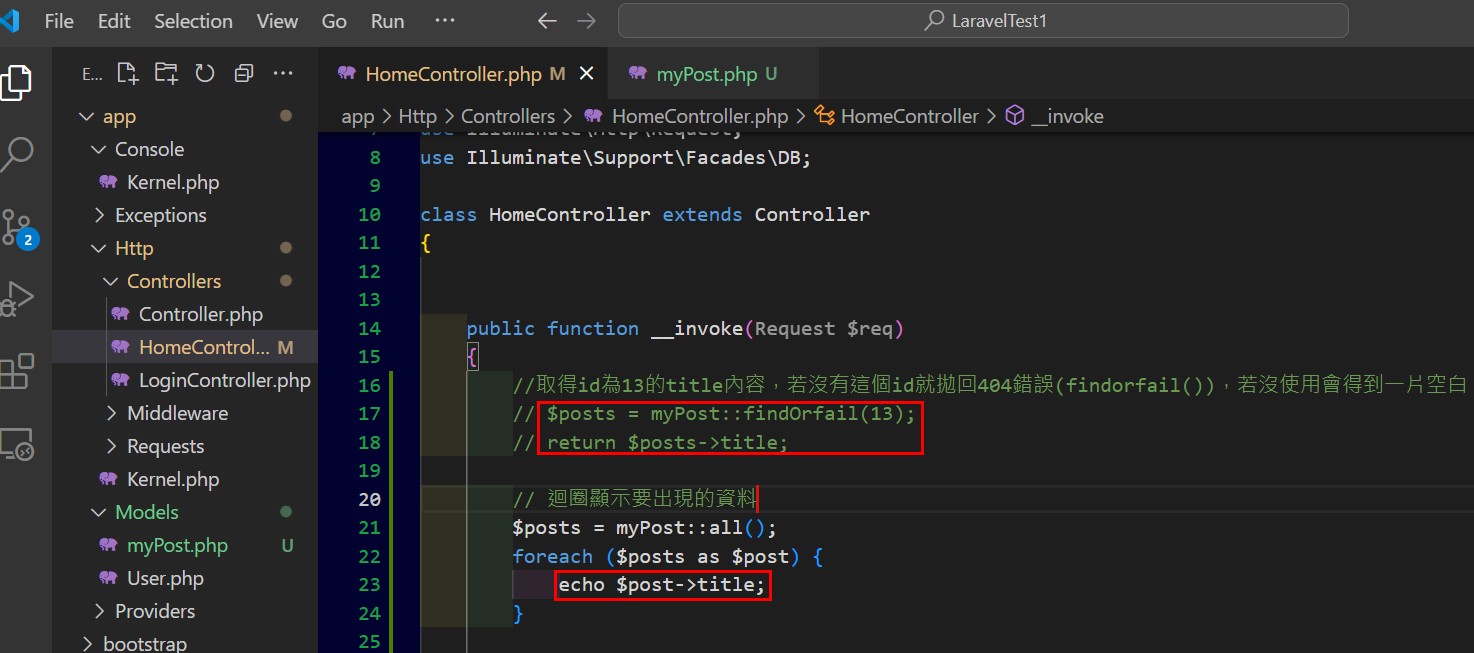 File Edit Selection View Go Run ··· LaravelTest1
E... ···
HomeController.php M
myPost.php U
app > Http > Controllers > HomeController.php > HomeController > __invoke
app
Console
Kernel.php
Exceptions
Http
Controllers
Controller.php
HomeControl... M
LoginController.php
Middleware
Requests
Kernel.php
Models
myPost.php U
User.php
Providers
bootstrap
2
7 use Illuminate\Http\Request;
8 use Illuminate\Support\Facades\DB;
9
10 class HomeController extends Controller
11 {
12
13
14 public function __invoke(Request $req)
15 {
16 //取得id為13的title內容，若沒有這個id就拋回404錯誤(findorfail())，若沒使用會得到一片空白
17 // $posts = myPost::findOrfail(13);
18 // return $posts->title;
19
20 // 迴圈顯示要出現的資料
21 $posts = myPost::all();
22 foreach ($posts as $post) {
23 echo $post->title;
24 }
25